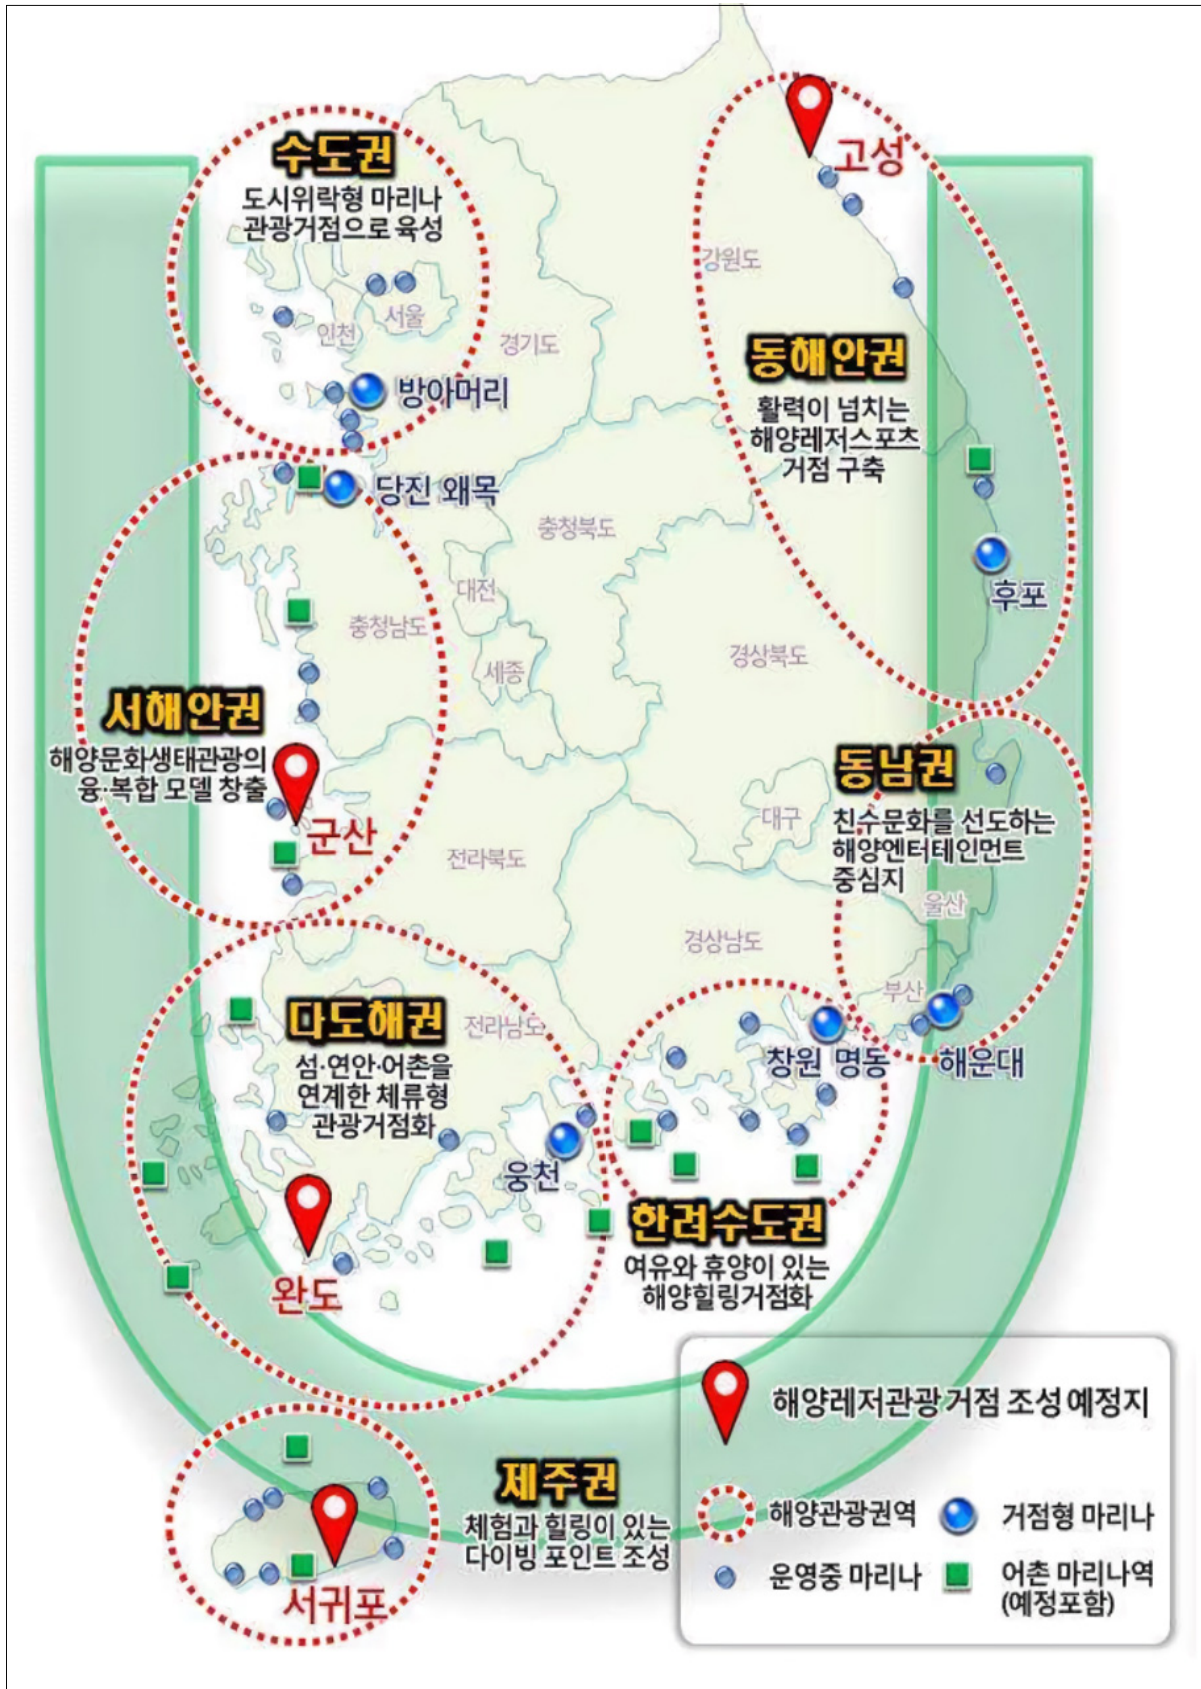 수도권
도시위락형 마리나
관광거점으로 육성
고성
강원도
인천
서울
경기도
방아머리
동해안권
활력이 넘치는
해양레저스포츠
거점 구축
당진 왜목
충청북도
대전
충청남도
세종
후포
경상북도
서해안권
해양문화생태관광의
융·복합 모델 창출
군산
동남권
친수문화를 선도하는
해양엔터테인먼트
중심지
대구
울산
전라북도
경상남도
부산
다도해권
섬·연안·어촌을
연계한 체류형
관광거점화
전라남도
창원 명동
해운대
웅천
완도
한려수도권
여유와 휴양이 있는
해양힐링거점화
제주권
체험과 힐링이 있는
다이빙 포인트 조성
서귀포
해양레저관광 거점 조성 예정지
해양관광권역
거점형 마리나
운영중 마리나
어촌 마리나역
(예정포함)